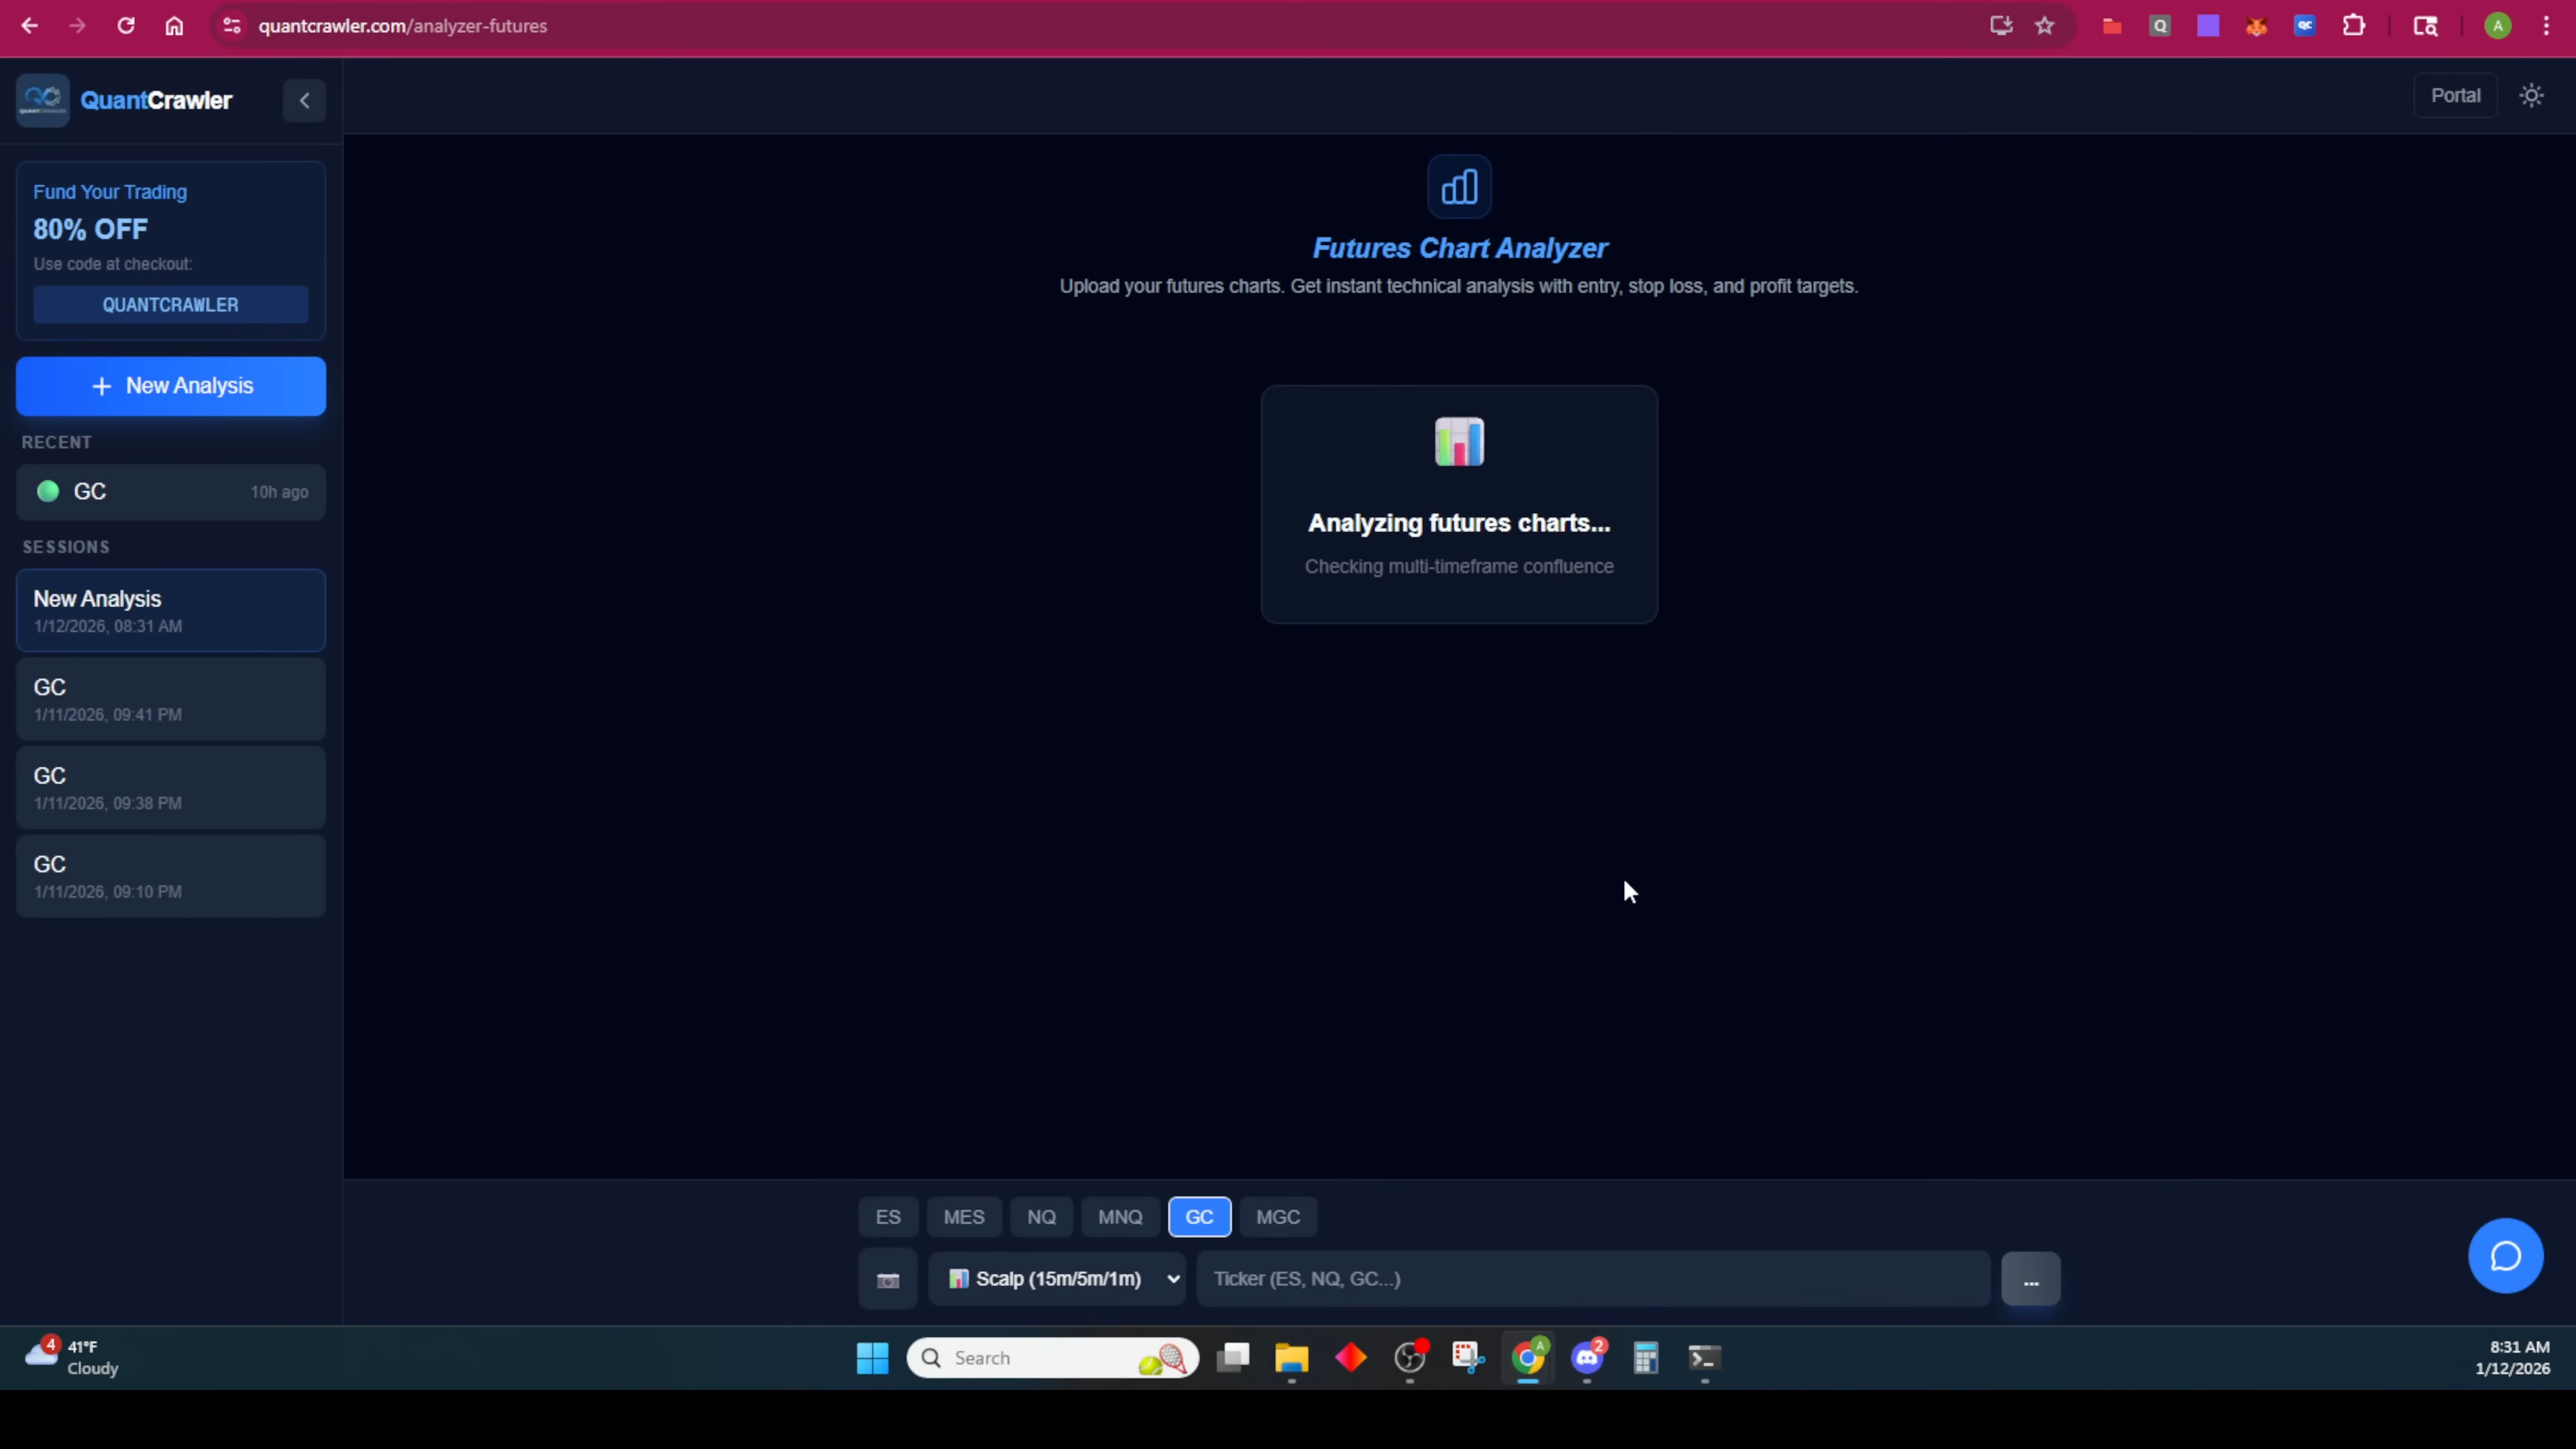 quantcrawler.com/analyzer-futures
Q
QC
A
QuantCrawler
Portal
Fund Your Trading
80% OFF
Use code at checkout:
QUANTCRAWLER
+ New Analysis
RECENT
GC
10h ago
SESSIONS
New Analysis
1/12/2026, 08:31 AM
GC
1/11/2026, 09:41 PM
GC
1/11/2026, 09:38 PM
GC
1/11/2026, 09:10 PM
Futures Chart Analyzer
Upload your futures charts. Get instant technical analysis with entry, stop loss, and profit targets.
Analyzing futures charts...
Checking multi-timeframe confluence
ES
MES
NQ
MNQ
GC
MGC
Scalp (15m/5m/1m)
Ticker (ES, NQ, GC...)
...
4
41°F
Cloudy
Search
A
2
8:31 AM
1/12/2026